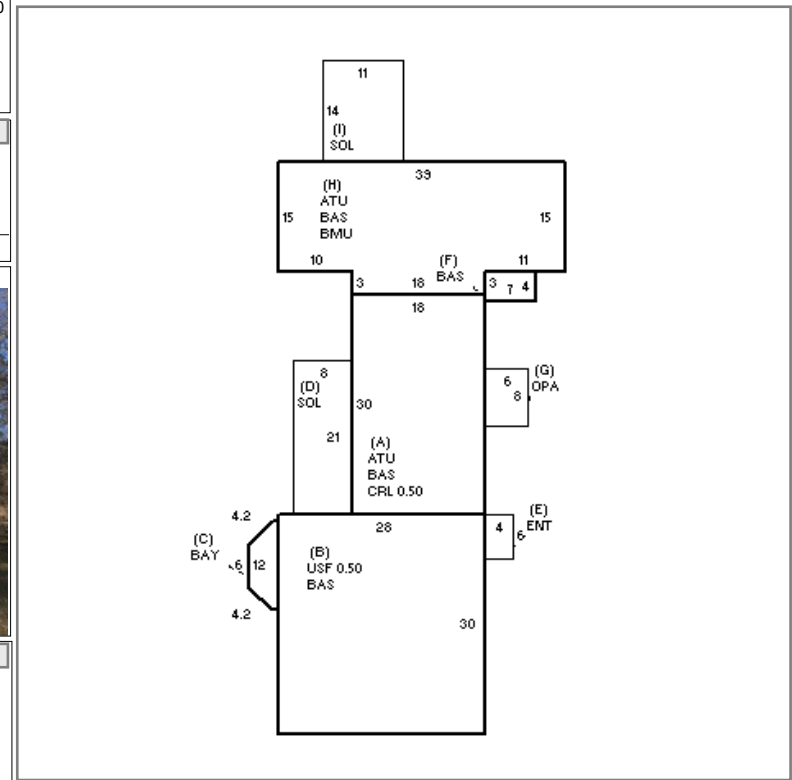 11
14
(I)
SOL
39
(H)
ATU
BAS
BMU
15
15
10
(F)
BAS
11
3
18
3
7
4
18
8
(D)
SOL
30
21
6
8
(G)
OPA
(A)
ATU
BAS
CRL 0.50
4.2
28
4
6
(E)
ENT
(C)
BAY
6
12
(B)
USF 0.50
BAS
4.2
30